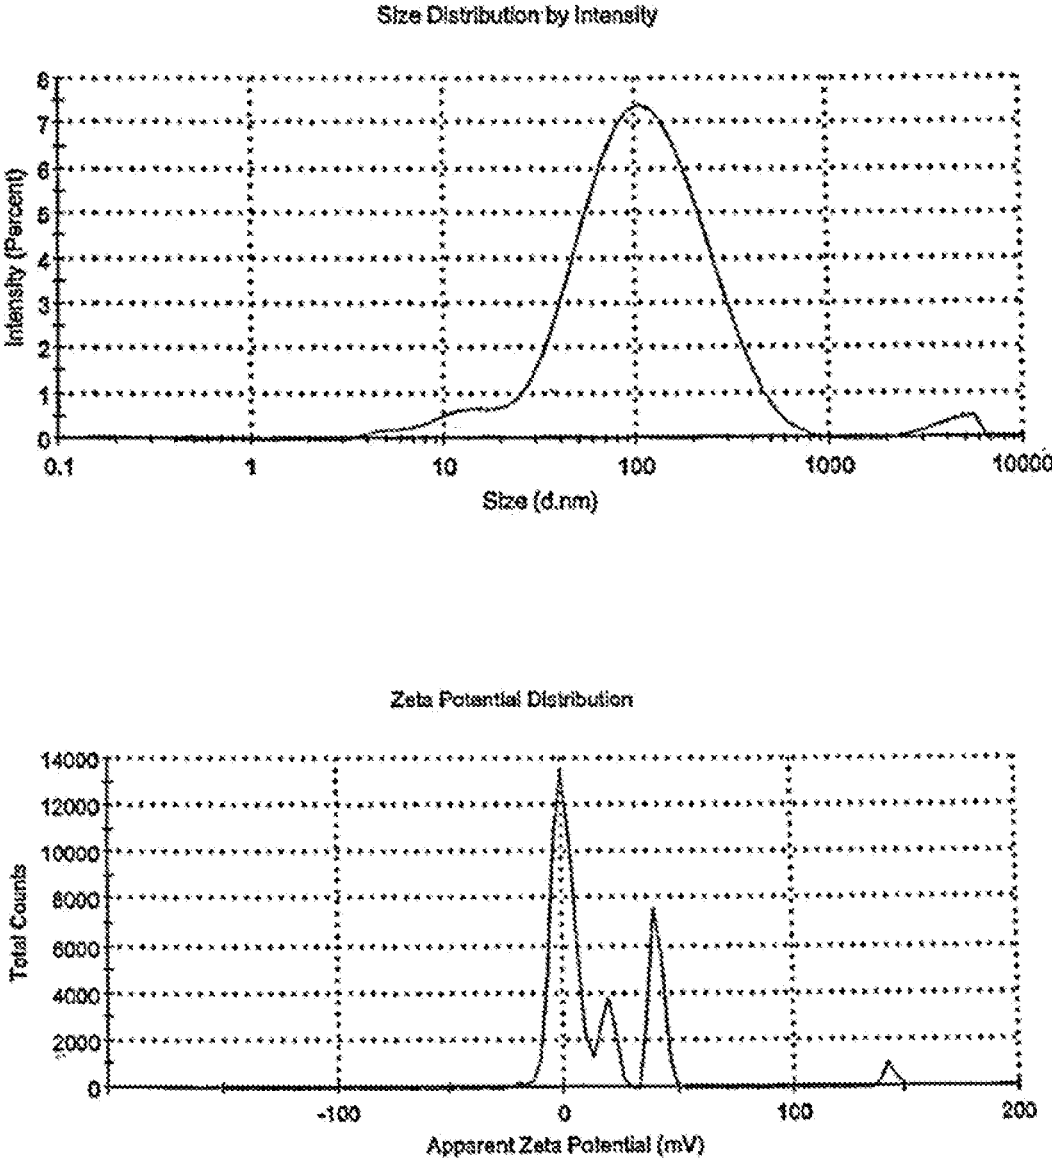 Size Distribution by Intensity
8
7
6
5
4
3
2
1
0
Intensity (Percent)
0.1 1 10 100 1000 10000
Size (d.nm)
Zeta Potential Distribution
14000
12000
10000
8000
6000
4000
2000
0
Total Counts
-100 0 100 200
Apparent Zeta Potential (mV)